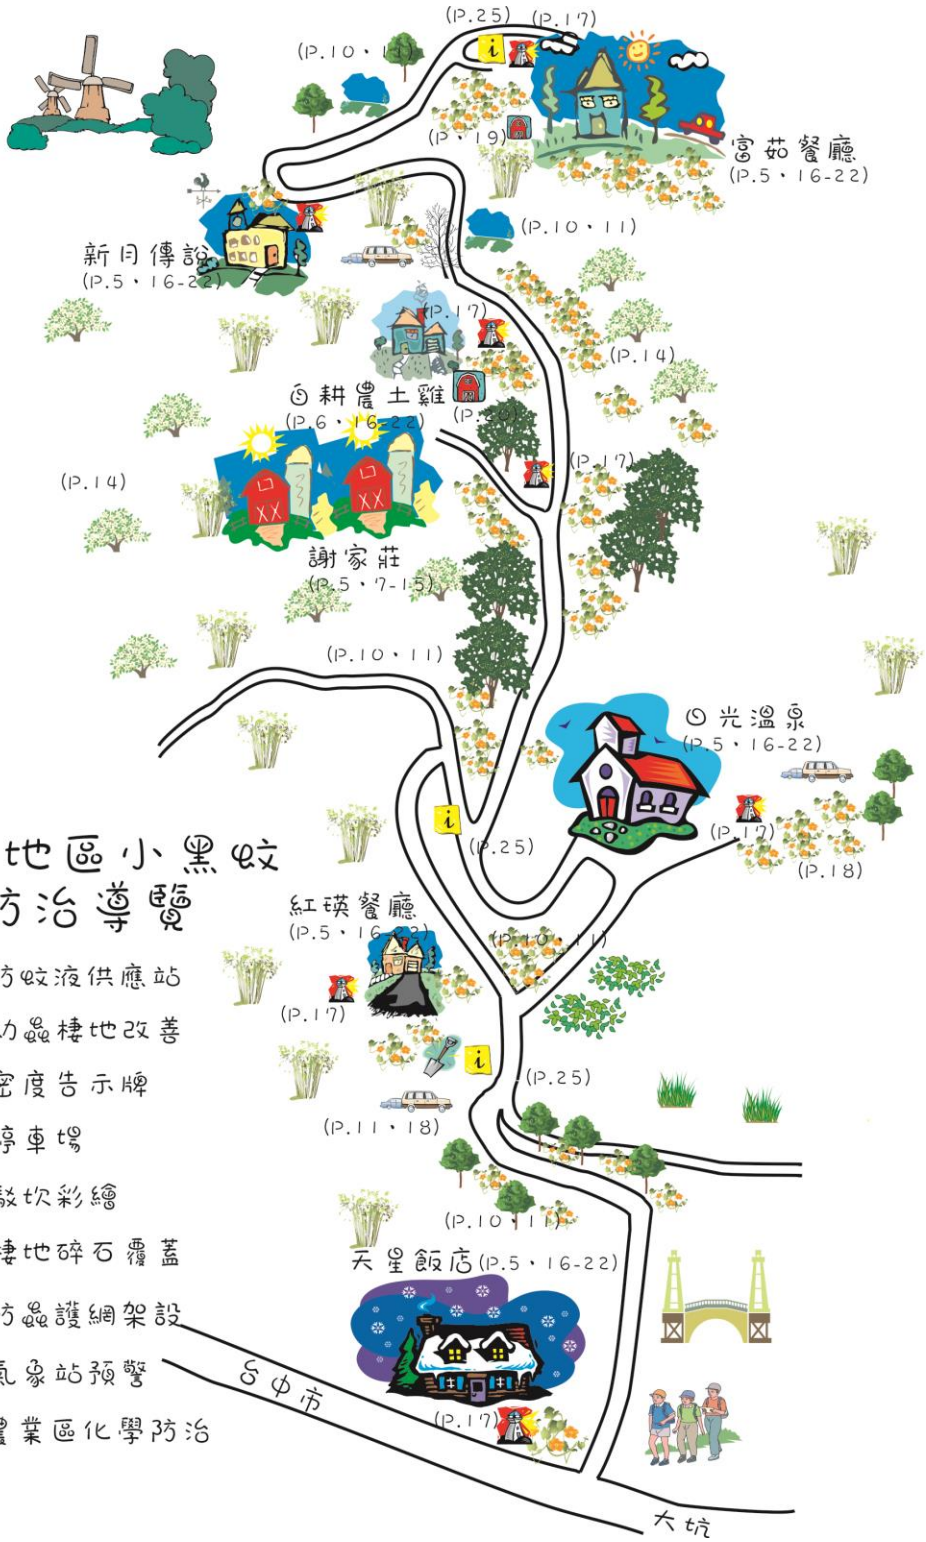 (P.25) (P.17)
(P.10、11)
(P.19)
富茹餐廳
(P.5、16-22)
(P.10、11)
新月傳說
(P.5、16-22)
(P.17)
(P.14)
自耕農土雞
(P.6、16-22)
(P.17)
(P.14)
謝家莊
(P.5、7-15)
(P.10、11)
日光溫泉
(P.5、16-22)
i
(P.25)
(P.17)
(P.18)
地區小黑蚊
防治導覽
紅瑛餐廳
(P.5、16-22)
(P.10、11)
防蚊液供應站
(P.17)
幼蟲棲地改善
i
(P.25)
密度告示牌
(P.11、18)
停車場
駁坎彩繪
(P.10、11)
棲地碎石覆蓋
天星飯店(P.5、16-22)
防蟲護網架設
氣象站預警
台中市
(P.17)
農業區化學防治
大坑